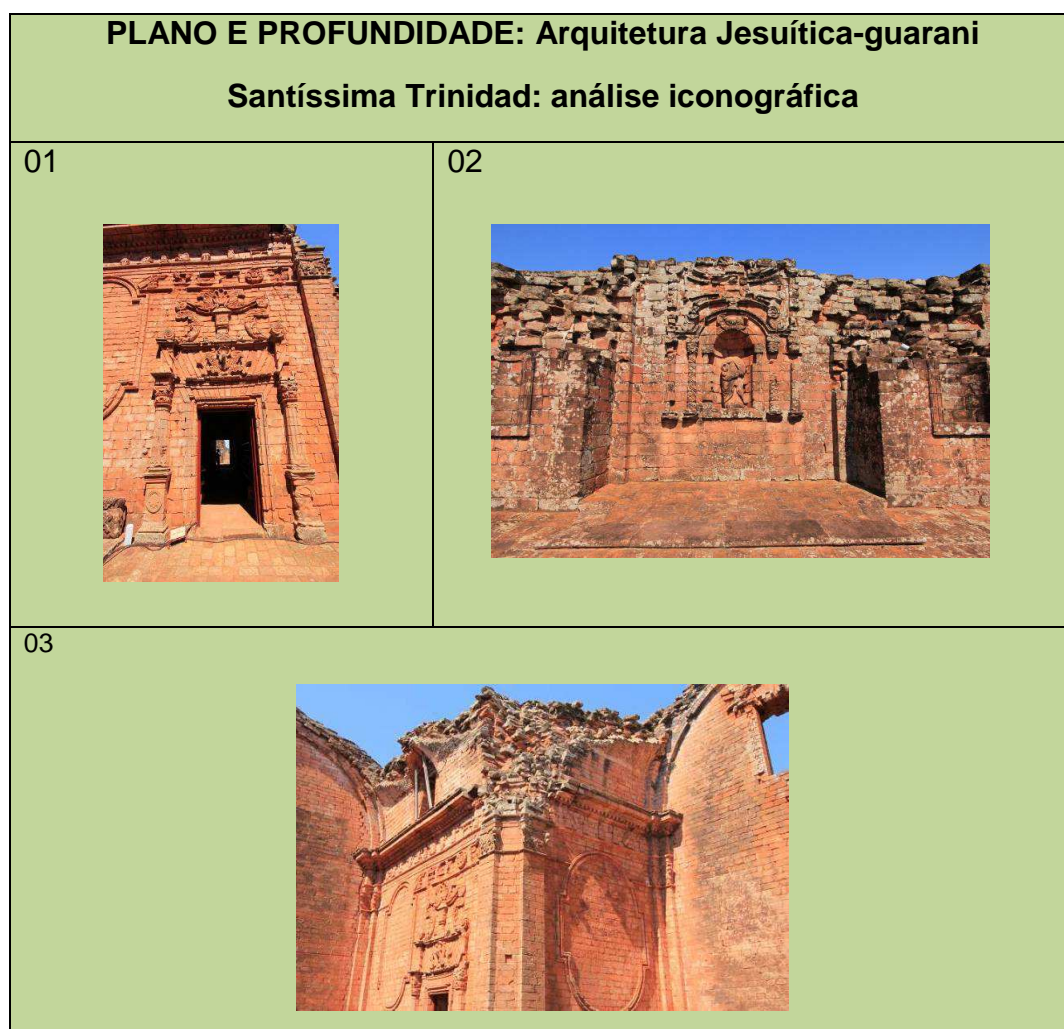 PLANO E PROFUNDIDADE: Arquitetura Jesuítica-guarani
Santíssima Trinidad: análise iconográfica
01
02
03